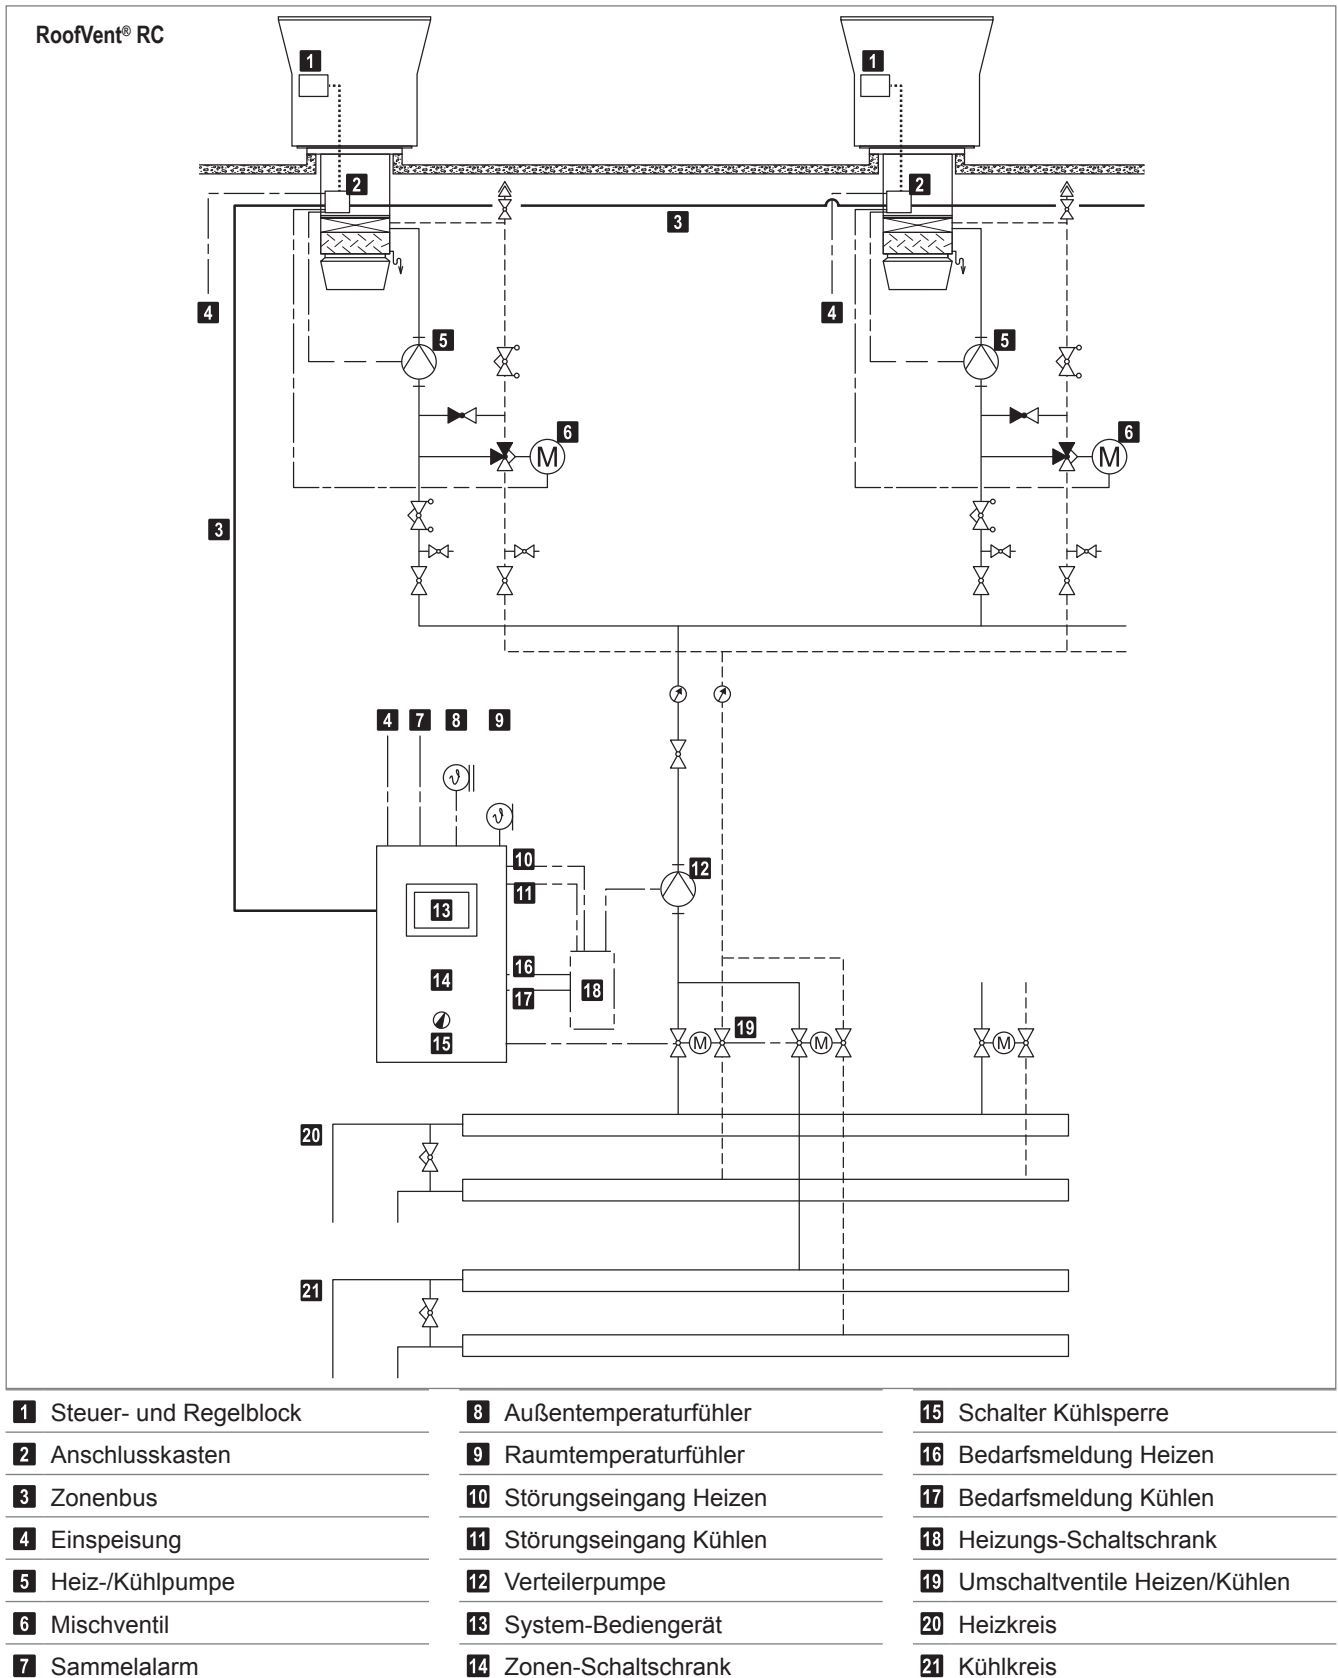 RoofVent® RC
1 1
2 2
3
4 4
5 5
6 6
M M
3
4 7 8 9
ϑ
ϑ
10
12
11
13
16
14
18
17
19
15
M M M
20
21
1 Steuer- und Regelblock
2 Anschlusskasten
3 Zonenbus
4 Einspeisung
5 Heiz-/Kühlpumpe
6 Mischventil
7 Sammelalarm
8 Außentemperaturfühler
9 Raumtemperaturfühler
10 Störungseingang Heizen
11 Störungseingang Kühlen
12 Verteilerpumpe
13 System-Bediengerät
14 Zonen-Schaltschrank
15 Schalter Kühlsperre
16 Bedarfsmeldung Heizen
17 Bedarfsmeldung Kühlen
18 Heizungs-Schaltschrank
19 Umschaltventile Heizen/Kühlen
20 Heizkreis
21 Kühlkreis